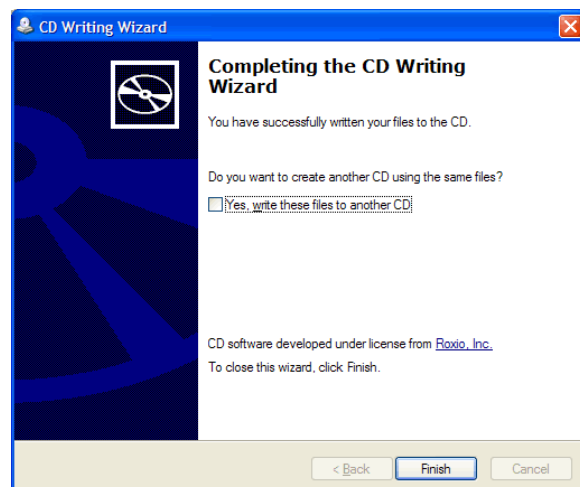 CD Writing Wizard
Completing the CD Writing
Wizard
You have successfully written your files to the CD.
Do you want to create another CD using the same files?
Yes, write these files to another CD
CD software developed under license from Roxio, Inc.
To close this wizard, click Finish.
< Back Finish Cancel